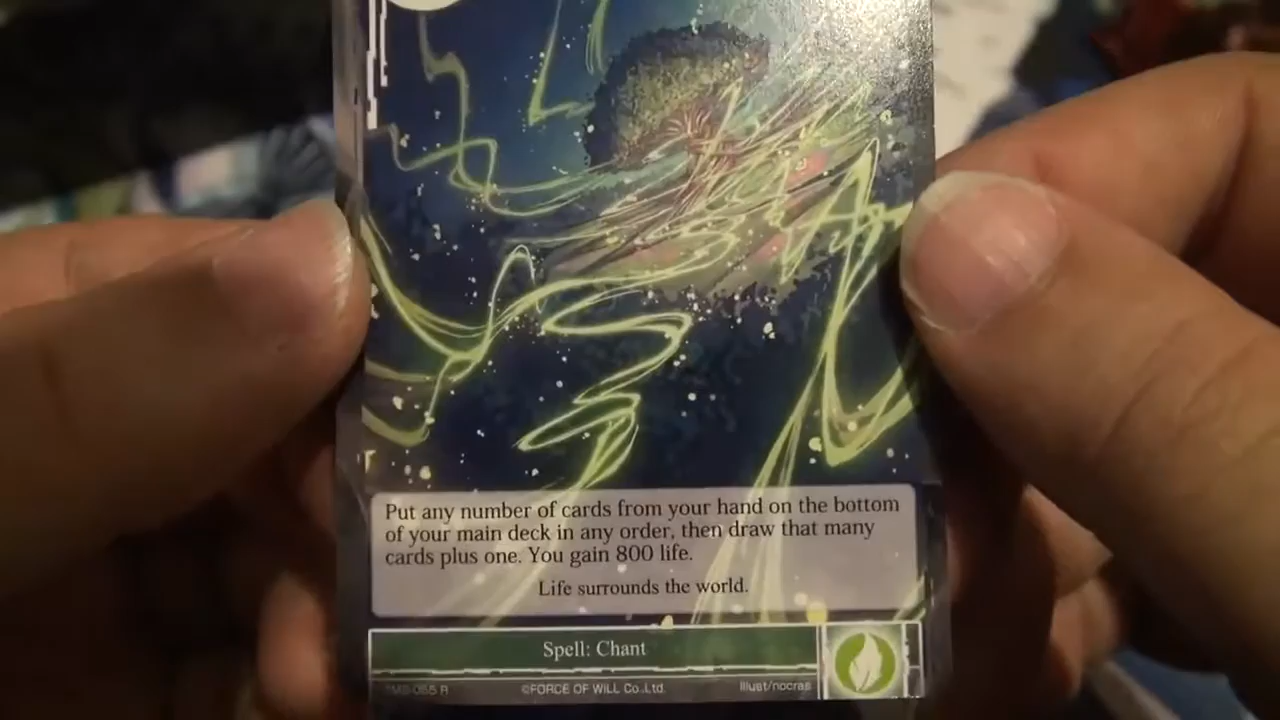 Put any number of cards from your hand on the bottom
of your main deck in any order, then draw that many
cards plus one. You gain 800 life.
Life surrounds the world.
Spell: Chant
055 R ©FORCE OF WILL Co.,Ltd. Illust/nocras